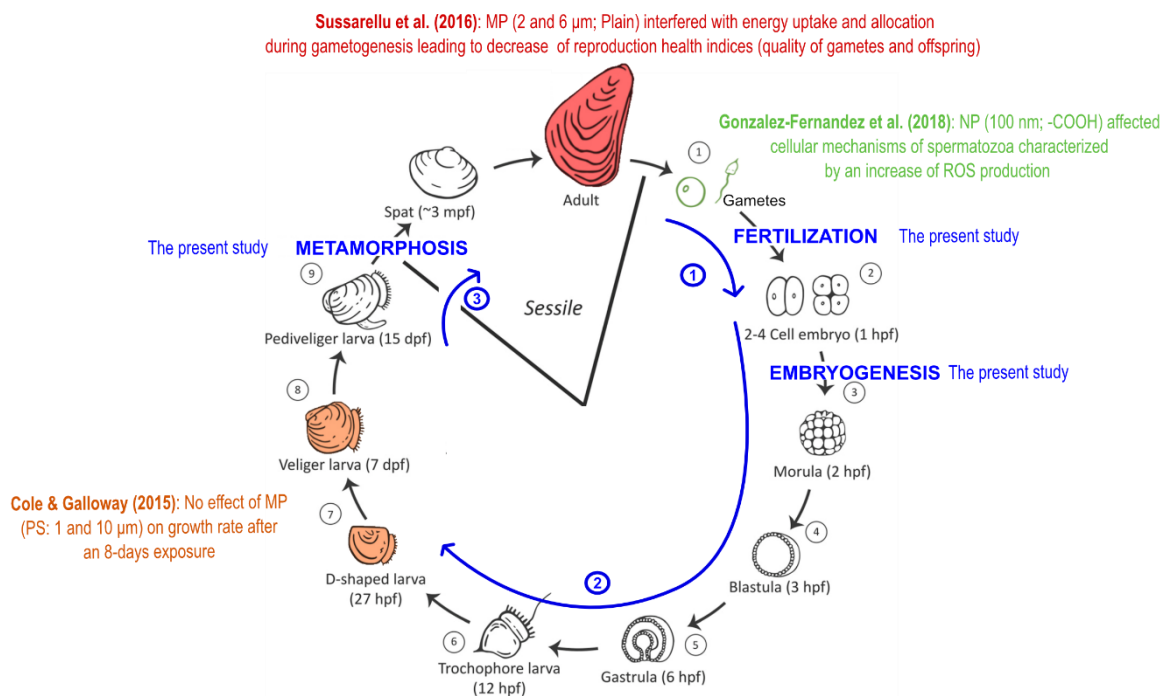 Sussarellu et al. (2016): MP (2 and 6 µm; Plain) interfered with energy uptake and allocation
during gametogenesis leading to decrease of reproduction health indices (quality of gametes and offspring)
Gonzalez-Fernandez et al. (2018): NP (100 nm; -COOH) affected
cellular mechanisms of spermatozoa characterized
by an increase of ROS production
1
Gametes
Adult
Spat (~3 mpf)
The present study
METAMORPHOSIS
FERTILIZATION
The present study
1
2
2-4 Cell embryo (1 hpf)
9
3
Sessile
Pediveliger larva (15 dpf)
EMBRYOGENESIS
The present study
3
Morula (2 hpf)
8
Veliger larva (7 dpf)
Cole & Galloway (2015): No effect of MP
(PS: 1 and 10 µm) on growth rate after
an 8-days exposure
7
D-shaped larva
(27 hpf)
4
Blastula (3 hpf)
2
6
Trochophore larva
(12 hpf)
5
Gastrula (6 hpf)